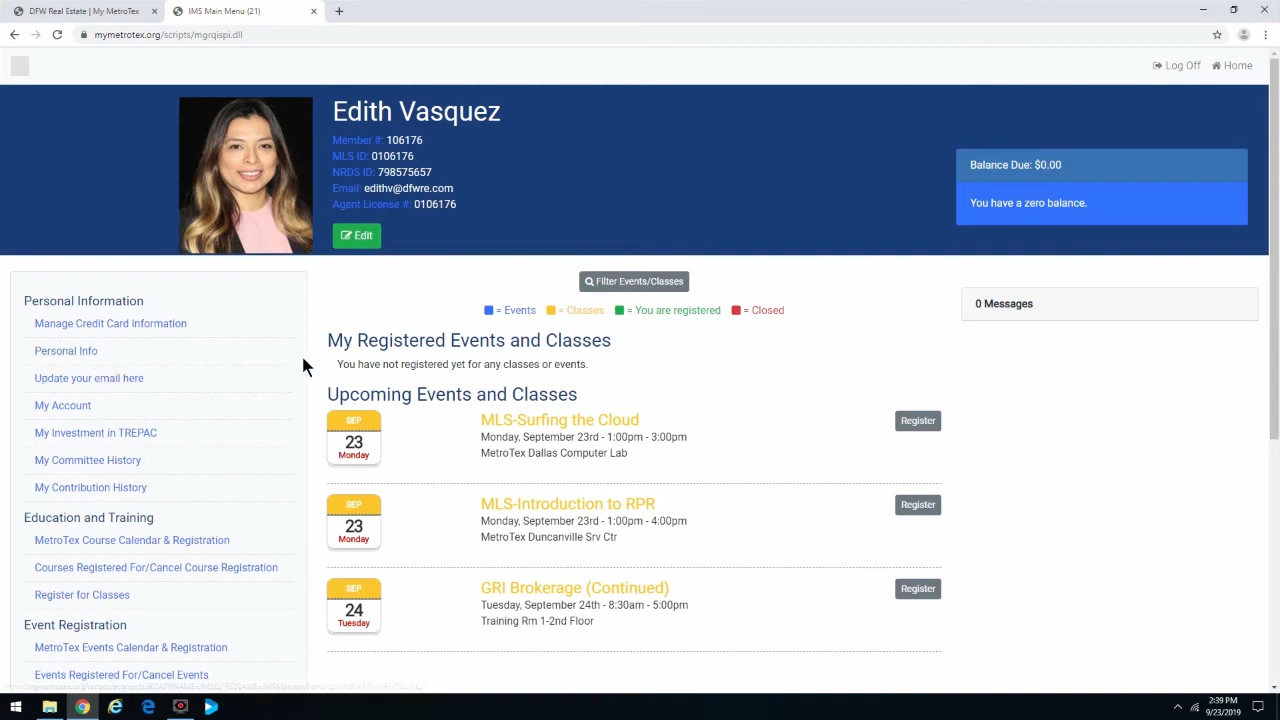 DFW Real Estate | My MetroTex
IMS Main Menu (21)
mymetrotex.org/scripts/mgrqispi.dll
Log Off Home
Edith Vasquez
Member #: 106176
MLS ID: 0106176
NRDS ID: 798575657
Email: edithv@dfwre.com
Agent License #: 0106176
Edit
Balance Due: $0.00
You have a zero balance.
Personal Information
Manage Credit Card Information
Personal Info
Update your email here
My Account
My Investment in TREPAC
My Committee History
My Contribution History
Education and Training
MetroTex Course Calendar & Registration
Courses Registered For/Cancel Course Registration
Register for Classes
Event Registration
MetroTex Events Calendar & Registration
Events Registered For/Cancel Events
Filter Events/Classes
= Events = Classes = You are registered = Closed
My Registered Events and Classes
You have not registered yet for any classes or events.
Upcoming Events and Classes
SEP
23
Monday
MLS-Surfing the Cloud
Monday, September 23rd - 1:00pm - 3:00pm
MetroTex Dallas Computer Lab
Register
SEP
23
Monday
MLS-Introduction to RPR
Monday, September 23rd - 1:00pm - 4:00pm
MetroTex Duncanville Srv Ctr
Register
SEP
24
Tuesday
GRI Brokerage (Continued)
Tuesday, September 24th - 8:30am - 5:00pm
Training Rm 1-2nd Floor
Register
0 Messages
2:39 PM
9/23/2019